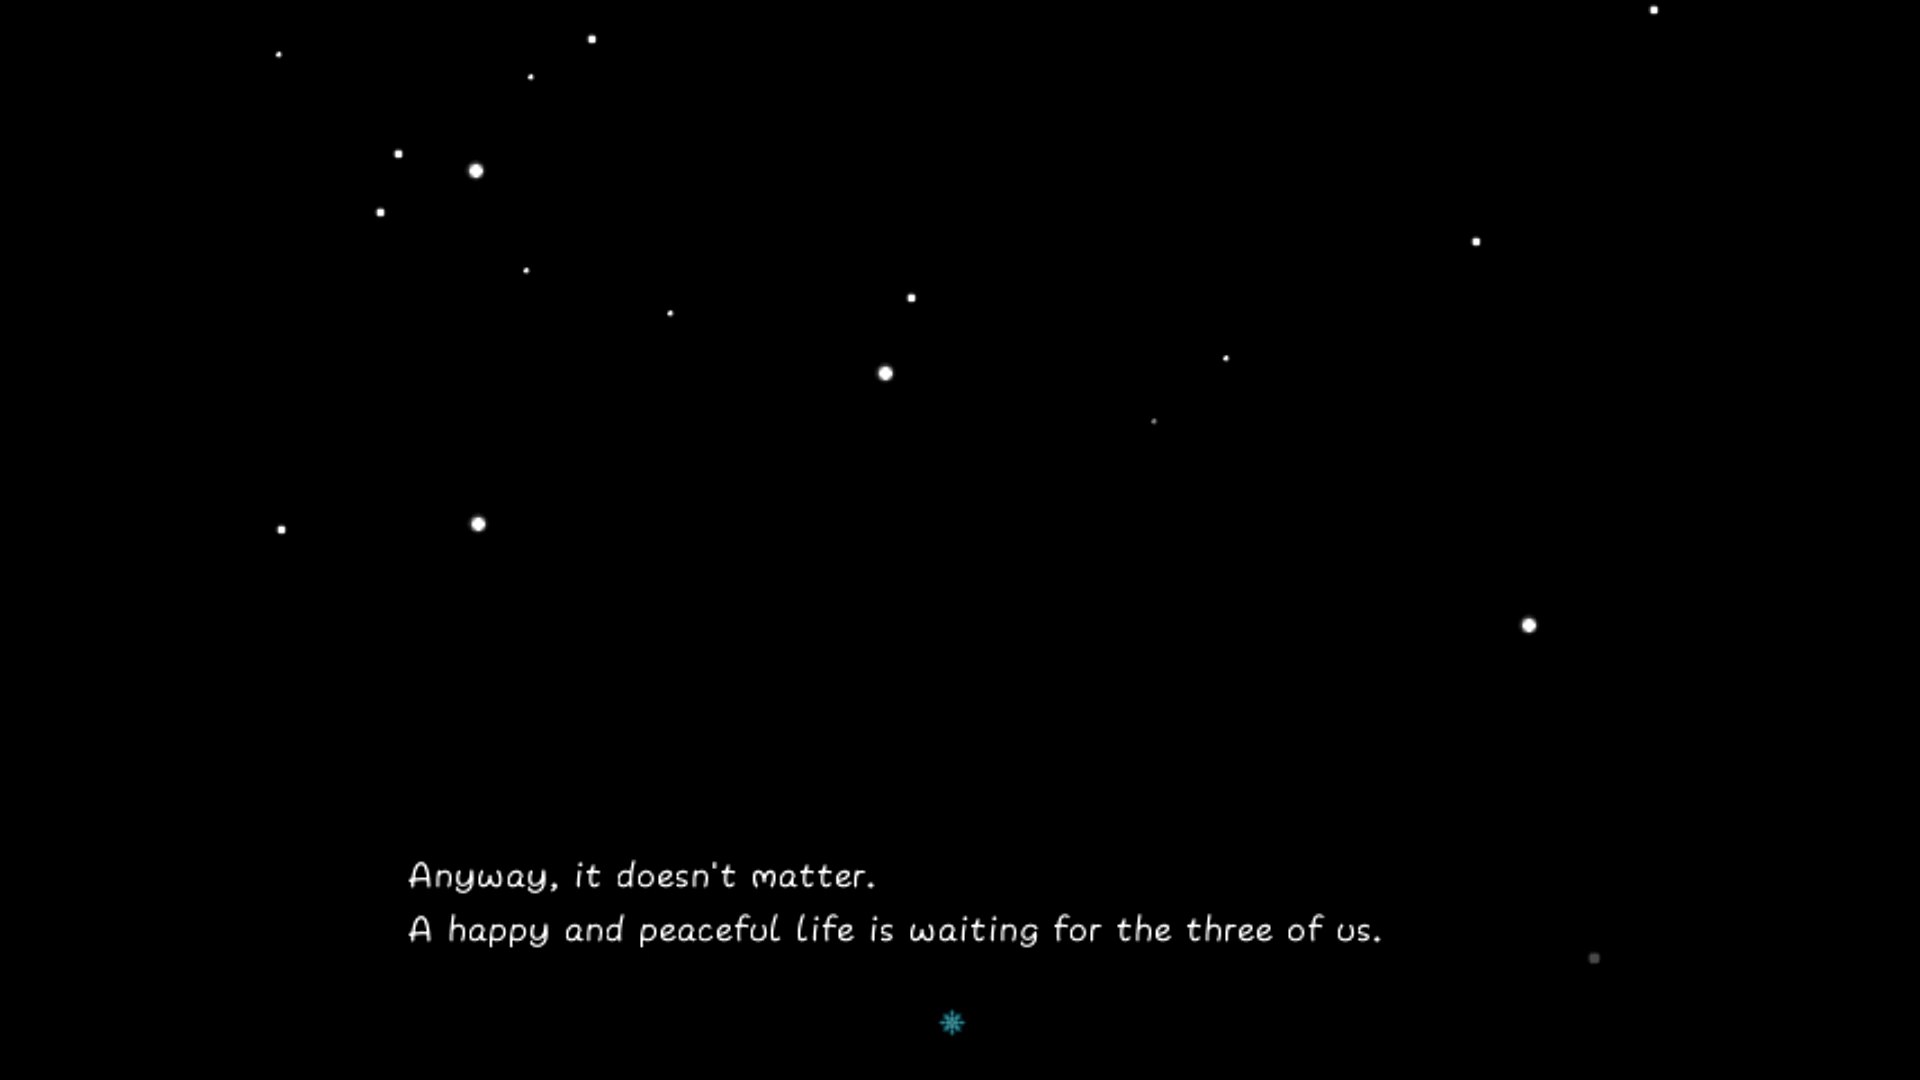 Anyway, it doesn't matter.
A happy and peaceful life is waiting for the three of us.